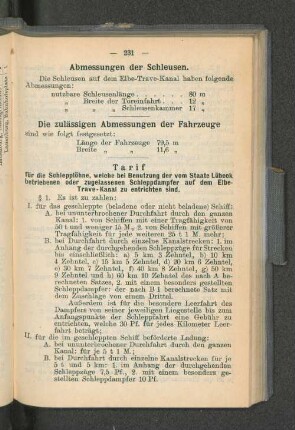 — 231 —
Abmessungen der Schleusen.
Die Schleusen auf dem Elbe-Trave-Kanal haben folgende
Abmessungen:
nutzbare Schleusenlänge . . . . 80 m
„ Breite der Toreinfahrt . . 12 „
„ „ „ Schleusenkammer 17 „
Die zulässigen Abmessungen der Fahrzeuge
sind wie folgt festgesetzt:
Länge der Fahrzeuge 79,5 m
Breite „ „ 11,6 „
Tarif
für die Schlepplöhne, welche bei Benutzung der vom Staate Lübeck
betriebenen oder zugelassenen Schleppdampfer auf dem Elbe-
Trave-Kanal zu entrichten sind.
§ 1. Es ist zu zahlen:
I. für das geschleppte (beladene oder nicht beladene) Schiff:
A. bei ununterbrochener Durchfahrt durch den ganzen
Kanal: 1. von Schiffen mit einer Tragfähigkeit von
50 t und weniger 15 M., 2. von Schiffen mit größerer
Tragfähigkeit für jede weiteren 25 t 1 M mehr;
B. bei Durchfahrt durch einzelne Kanalstrecken: 1. im
Anhang der durchgehenden Schleppzüge für Strecken
bis einschließlich: a) 5 km 3 Zehntel, b) 10 km
4 Zehntel, c) 15 km 5 Zehntel, d) 20 km 6 Zehntel,
e) 30 km 7 Zehntel, f) 40 km 8 Zehntel, g) 50 km
9 Zehntel und h) 60 km 10 Zehntel des nach A be-
rechneten Satzes, 2. mit einem besonders gestellten
Schleppdampfer: der nach B 1 berechnete Satz mit
dem Zuschlage von einem Drittel.
Außerdem ist für die besondere Leerfahrt des
Dampfers von seiner jeweiligen Liegestelle bis zum
Anfangspunkte der Schleppfahrt eine Gebühr zu
entrichten, welche 30 Pf. für jedes Kilometer Leer-
fahrt beträgt;
II. für die im geschleppten Schiff beförderte Ladung:
A. bei ununterbrochener Durchfahrt durch den ganzen
Kanal: für je 5 t 1 M.;
B. bei Durchfahrt durch einzelne Kanalstrecken für je
5 t und 5 km: 1. im Anhang der durchgehenden
Schleppzüge 7,5 Pf., 2. mit einem besonders ge-
stellten Schleppdampfer 10 Pf.